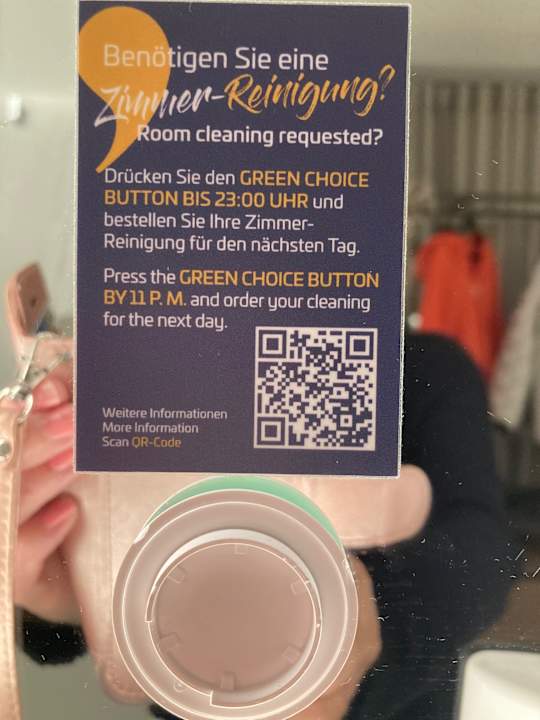 Benötigen Sie eine
Zimmer-Reinigung?
Room cleaning requested?
Drücken Sie den GREEN CHOICE
BUTTON BIS 23:00 UHR und
bestellen Sie Ihre Zimmer-
Reinigung für den nächsten Tag.
Press the GREEN CHOICE BUTTON
BY 11 P. M. and order your cleaning
for the next day.
Weitere Informationen
More Information
Scan QR-Code